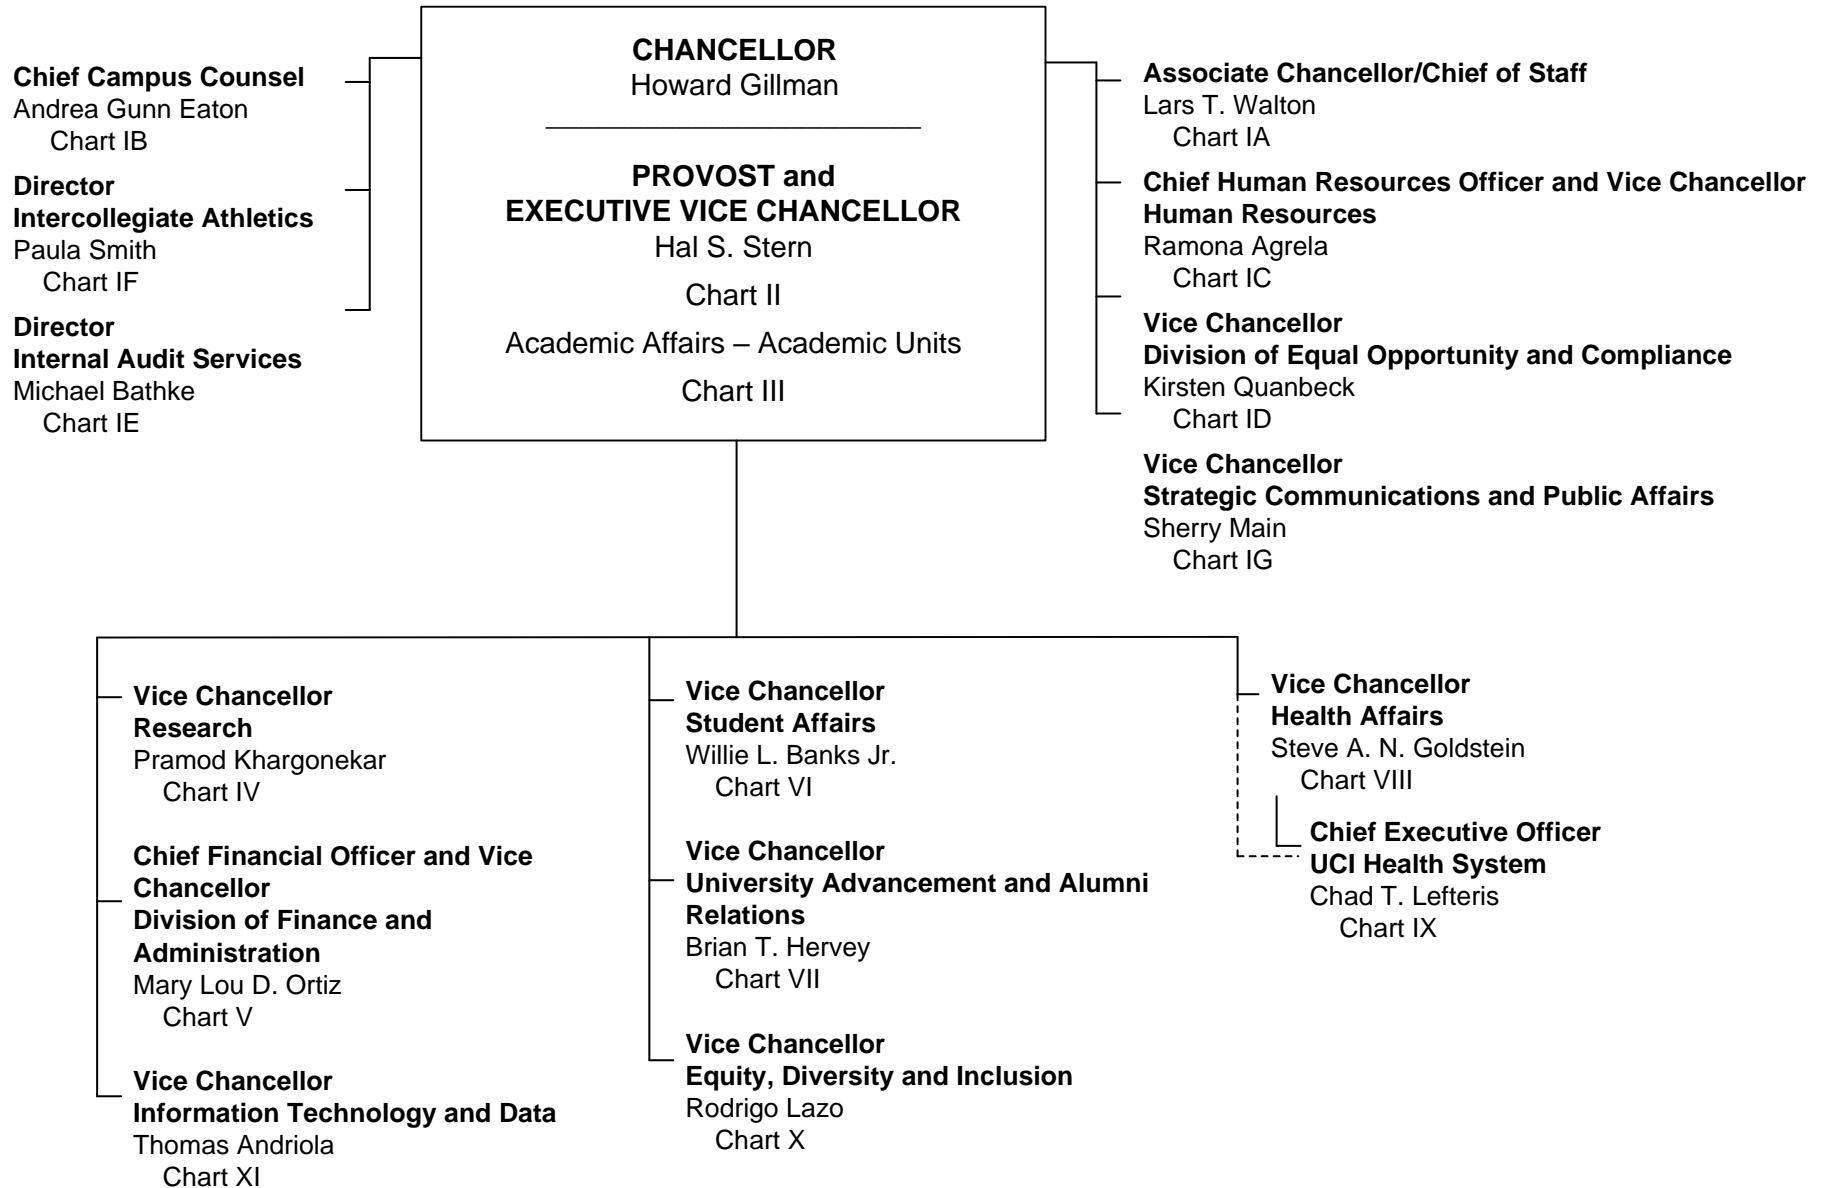 CHANCELLOR
Howard Gillman
PROVOST and
EXECUTIVE VICE CHANCELLOR
Hal S. Stern
Chart II
Academic Affairs – Academic Units
Chart III
Chief Campus Counsel
Andrea Gunn Eaton
Chart IB
Director
Intercollegiate Athletics
Paula Smith
Chart IF
Director
Internal Audit Services
Michael Bathke
Chart IE
Associate Chancellor/Chief of Staff
Lars T. Walton
Chart IA
Chief Human Resources Officer and Vice Chancellor
Human Resources
Ramona Agrela
Chart IC
Vice Chancellor
Division of Equal Opportunity and Compliance
Kirsten Quanbeck
Chart ID
Vice Chancellor
Strategic Communications and Public Affairs
Sherry Main
Chart IG
Vice Chancellor
Research
Pramod Khargonekar
Chart IV
Chief Financial Officer and Vice
Chancellor
Division of Finance and
Administration
Mary Lou D. Ortiz
Chart V
Vice Chancellor
Information Technology and Data
Thomas Andriola
Chart XI
Vice Chancellor
Student Affairs
Willie L. Banks Jr.
Chart VI
Vice Chancellor
University Advancement and Alumni
Relations
Brian T. Hervey
Chart VII
Vice Chancellor
Equity, Diversity and Inclusion
Rodrigo Lazo
Chart X
Vice Chancellor
Health Affairs
Steve A. N. Goldstein
Chart VIII
Chief Executive Officer
UCI Health System
Chad T. Lefteris
Chart IX